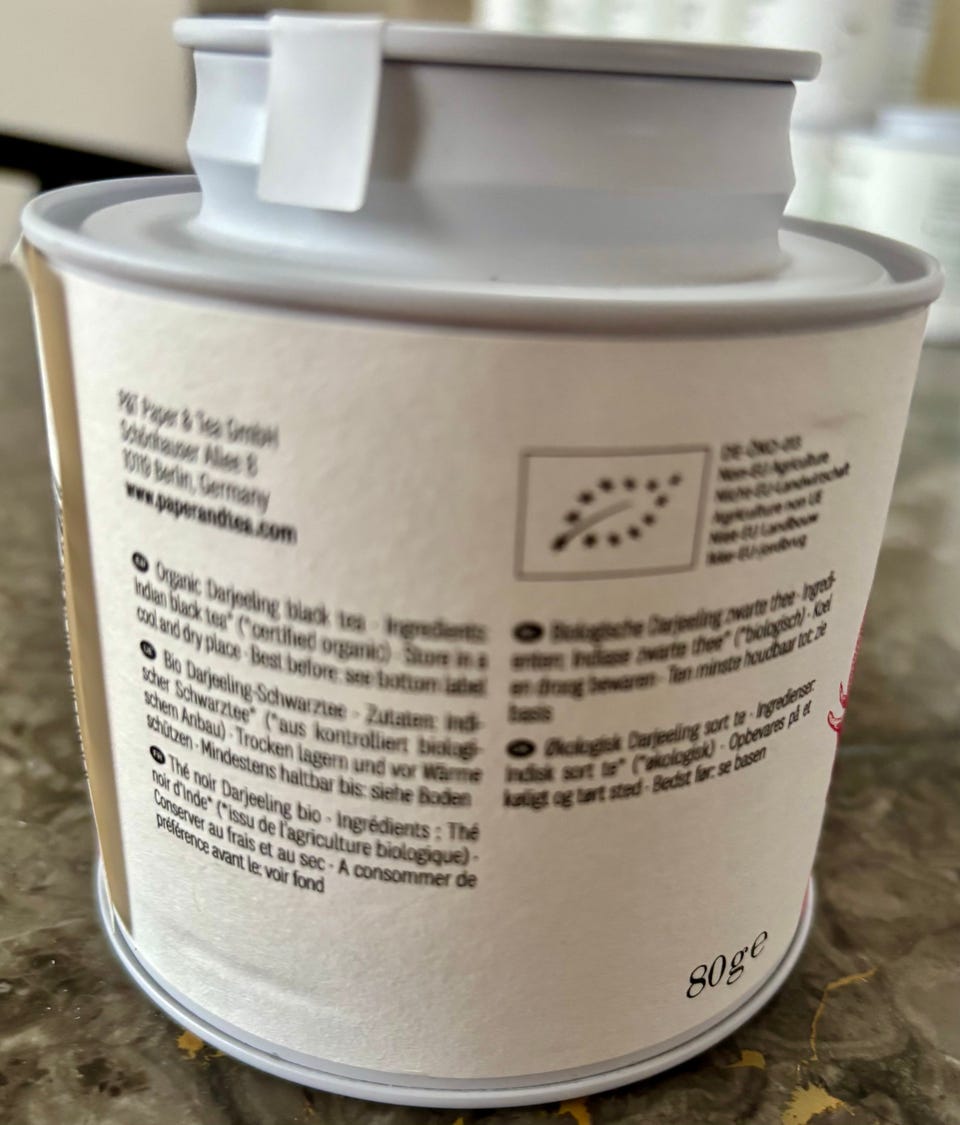 P&T Paper & Tea GmbH
Schönhauser Allee 8
10119 Berlin, Germany
www.paperandtea.com
EN Organic Darjeeling black tea · Ingredients:
Indian black tea* (*certified organic) · Store in a
cool and dry place · Best before: see bottom label
DE Bio Darjeeling-Schwarztee · Zutaten: Indi-
scher Schwarztee* (*aus kontrolliert biologi-
schem Anbau) · Trocken lagern und vor Wärme
schützen · Mindestens haltbar bis: siehe Boden
FR Thé noir Darjeeling bio · Ingrédients : Thé
noir d'Inde* (*issu de l'agriculture biologique) ·
Conserver au frais et au sec · A consommer de
préférence avant le: voir fond
Non-EU Agriculture
Nicht-EU-Landwirtschaft
Agriculture non UE
Niet-EU-Landbouw
Ikke-EU-jordbrug
Biologische Darjeeling zwarte thee · Ingredi-
enten: Indiase zwarte thee* (*biologisch) · Koel
en droog bewaren · Ten minste houdbaar tot: zie
basis
Økologisk Darjeeling sort te · Ingredienser:
Indisk sort te* (*økologisk) · Opbevares på et
køligt og tørt sted · Bedst før: se basen
80g e